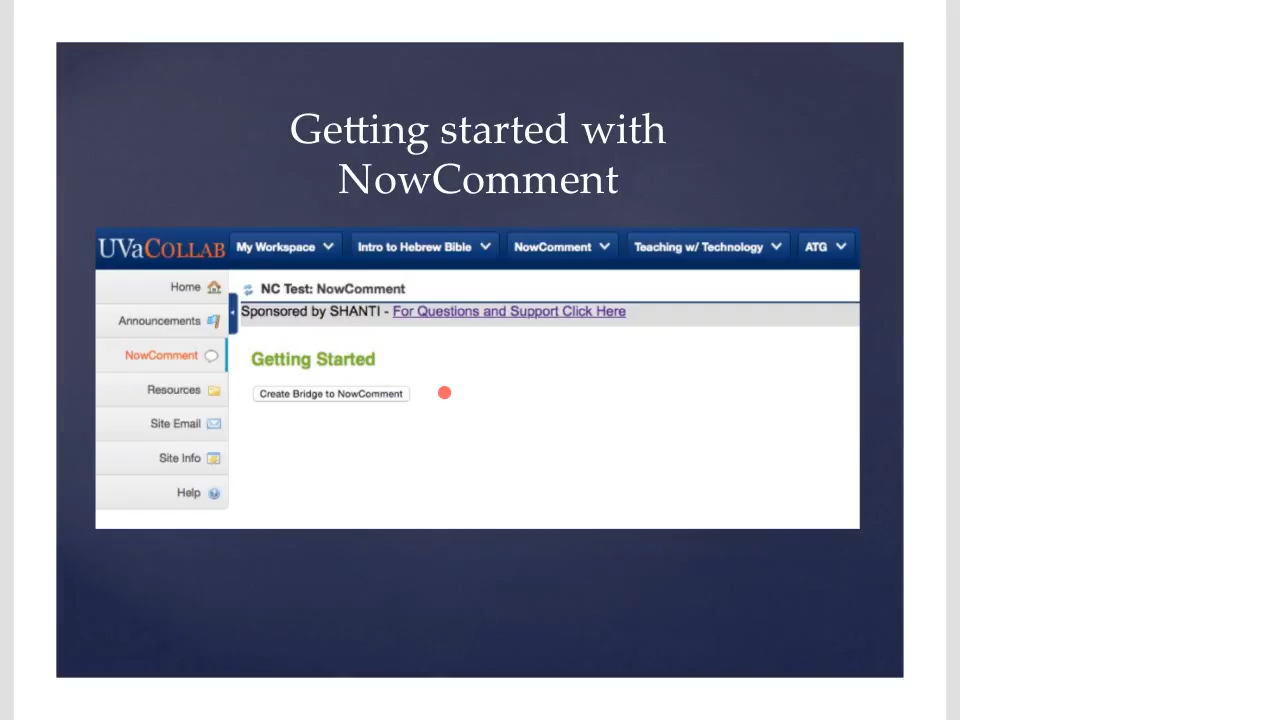 Getting started with
NowComment
UVaCOLLAB My Workspace Intro to Hebrew Bible NowComment Teaching w/ Technology ATG
Home
NC Test: NowComment
Sponsored by SHANTI - For Questions and Support Click Here
Announcements
NowComment
Getting Started
Resources
Create Bridge to NowComment
Site Email
Site Info
Help